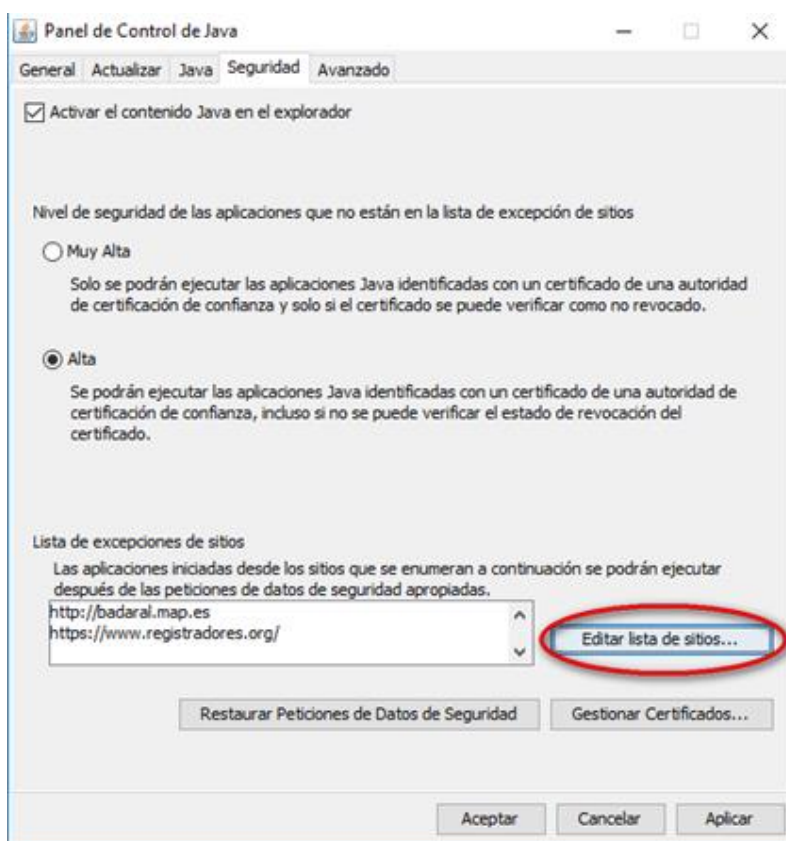 Panel de Control de Java
General Actualizar Java Seguridad Avanzado
Activar el contenido Java en el explorador
Nivel de seguridad de las aplicaciones que no están en la lista de excepción de sitios
Muy Alta
Solo se podrán ejecutar las aplicaciones Java identificadas con un certificado de una autoridad
de certificación de confianza y solo si el certificado se puede verificar como no revocado.
Alta
Se podrán ejecutar las aplicaciones Java identificadas con un certificado de una autoridad de
certificación de confianza, incluso si no se puede verificar el estado de revocación del
certificado.
Lista de excepciones de sitios
Las aplicaciones iniciadas desde los sitios que se enumeran a continuación se podrán ejecutar
después de las peticiones de datos de seguridad apropiadas.
http://badaral.map.es
https://www.registradores.org/
Editar lista de sitios...
Restaurar Peticiones de Datos de Seguridad Gestionar Certificados...
Aceptar Cancelar Aplicar